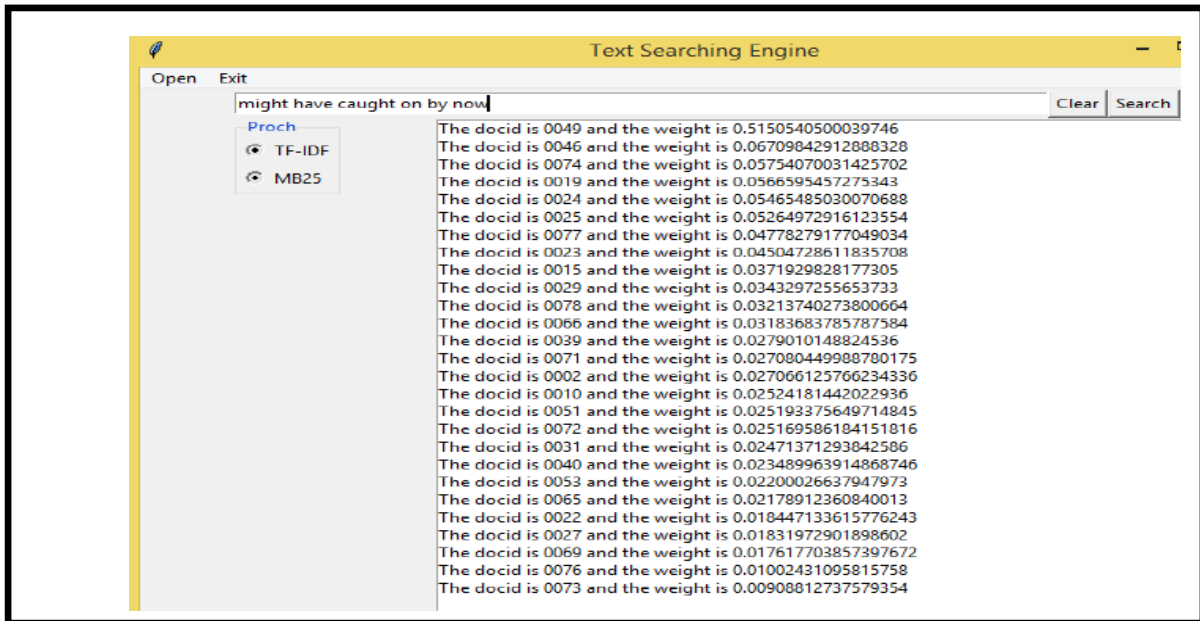 Text Searching Engine
Open Exit
might have caught on by now Clear Search
Proch
TF-IDF
MB25
The docid is 0049 and the weight is 0.5150540500039746
The docid is 0046 and the weight is 0.06709842912888328
The docid is 0074 and the weight is 0.05754070031425702
The docid is 0019 and the weight is 0.0566595457275343
The docid is 0024 and the weight is 0.05465485030070688
The docid is 0025 and the weight is 0.05264972916123554
The docid is 0077 and the weight is 0.04778279177049034
The docid is 0023 and the weight is 0.04504728611835708
The docid is 0015 and the weight is 0.0371929828177305
The docid is 0029 and the weight is 0.0343297255653733
The docid is 0078 and the weight is 0.03213740273800664
The docid is 0066 and the weight is 0.03183683785787584
The docid is 0039 and the weight is 0.0279010148824536
The docid is 0071 and the weight is 0.027080449988780175
The docid is 0002 and the weight is 0.027066125766234336
The docid is 0010 and the weight is 0.02524181442022936
The docid is 0051 and the weight is 0.025193375649714845
The docid is 0072 and the weight is 0.025169586184151816
The docid is 0031 and the weight is 0.02471371293842586
The docid is 0040 and the weight is 0.023489963914868746
The docid is 0053 and the weight is 0.02200026637947973
The docid is 0065 and the weight is 0.02178912360840013
The docid is 0022 and the weight is 0.018447133615776243
The docid is 0027 and the weight is 0.01831972901898602
The docid is 0069 and the weight is 0.017617703857397672
The docid is 0076 and the weight is 0.01002431095815758
The docid is 0073 and the weight is 0.00908812737579354